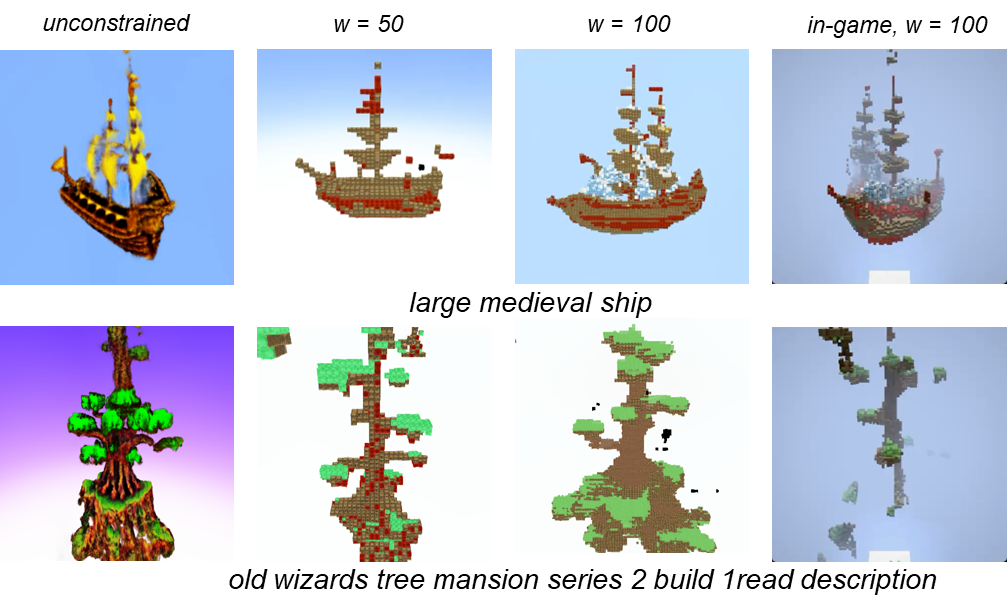 unconstrained
w = 50
w = 100
in-game, w = 100
large medieval ship
old wizards tree mansion series 2 build 1read description